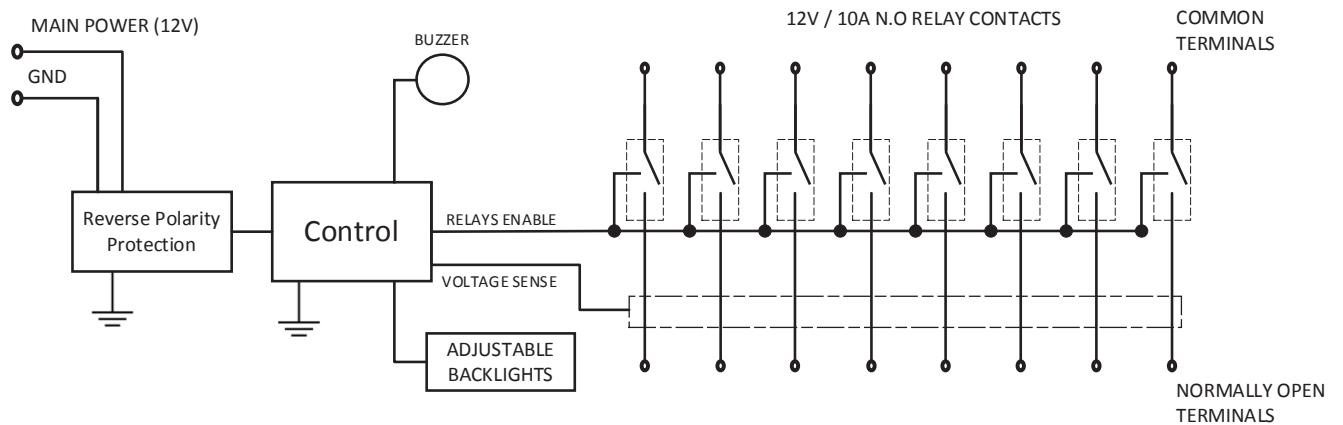 MAIN POWER (12V)
GND
BUZZER
12V / 10A N.O RELAY CONTACTS
COMMON
TERMINALS
Reverse Polarity
Protection
Control
RELAYS ENABLE
VOLTAGE SENSE
ADJUSTABLE
BACKLIGHTS
NORMALLY OPEN
TERMINALS